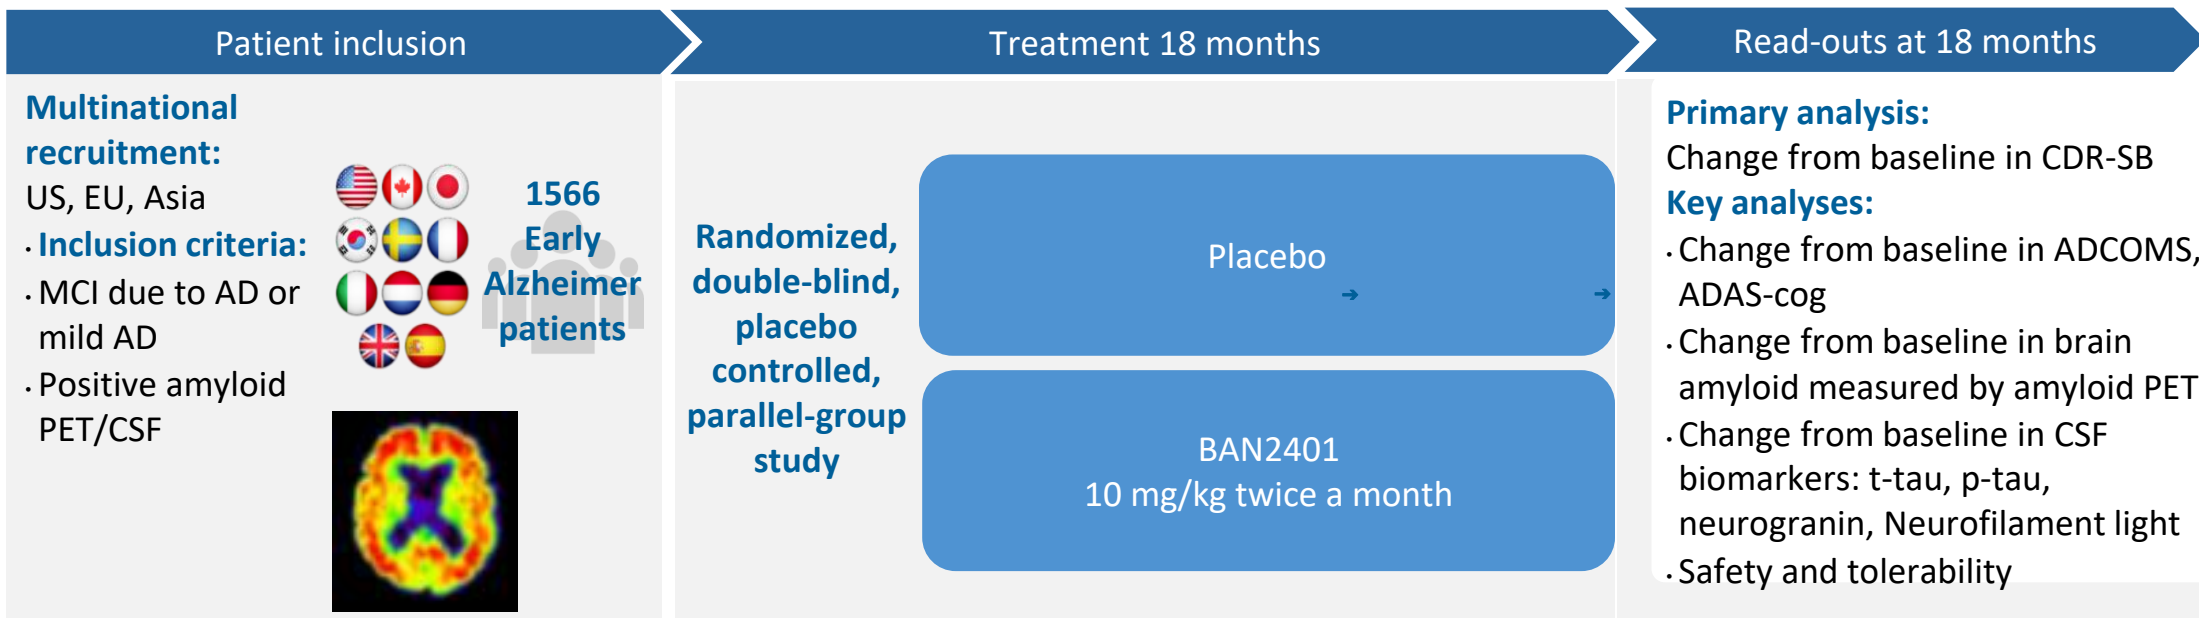 Patient inclusion
Treatment 18 months
Read-outs at 18 months
Multinational
recruitment:
US, EU, Asia
· Inclusion criteria:
· MCI due to AD or
mild AD
· Positive amyloid
PET/CSF
1566
Early
Alzheimer
patients
Randomized,
double-blind,
placebo
controlled,
parallel-group
study
Placebo
BAN2401
10 mg/kg twice a month
Primary analysis:
Change from baseline in CDR-SB
Key analyses:
· Change from baseline in ADCOMS,
ADAS-cog
· Change from baseline in brain
amyloid measured by amyloid PET
· Change from baseline in CSF
biomarkers: t-tau, p-tau,
neurogranin, Neurofilament light
· Safety and tolerability